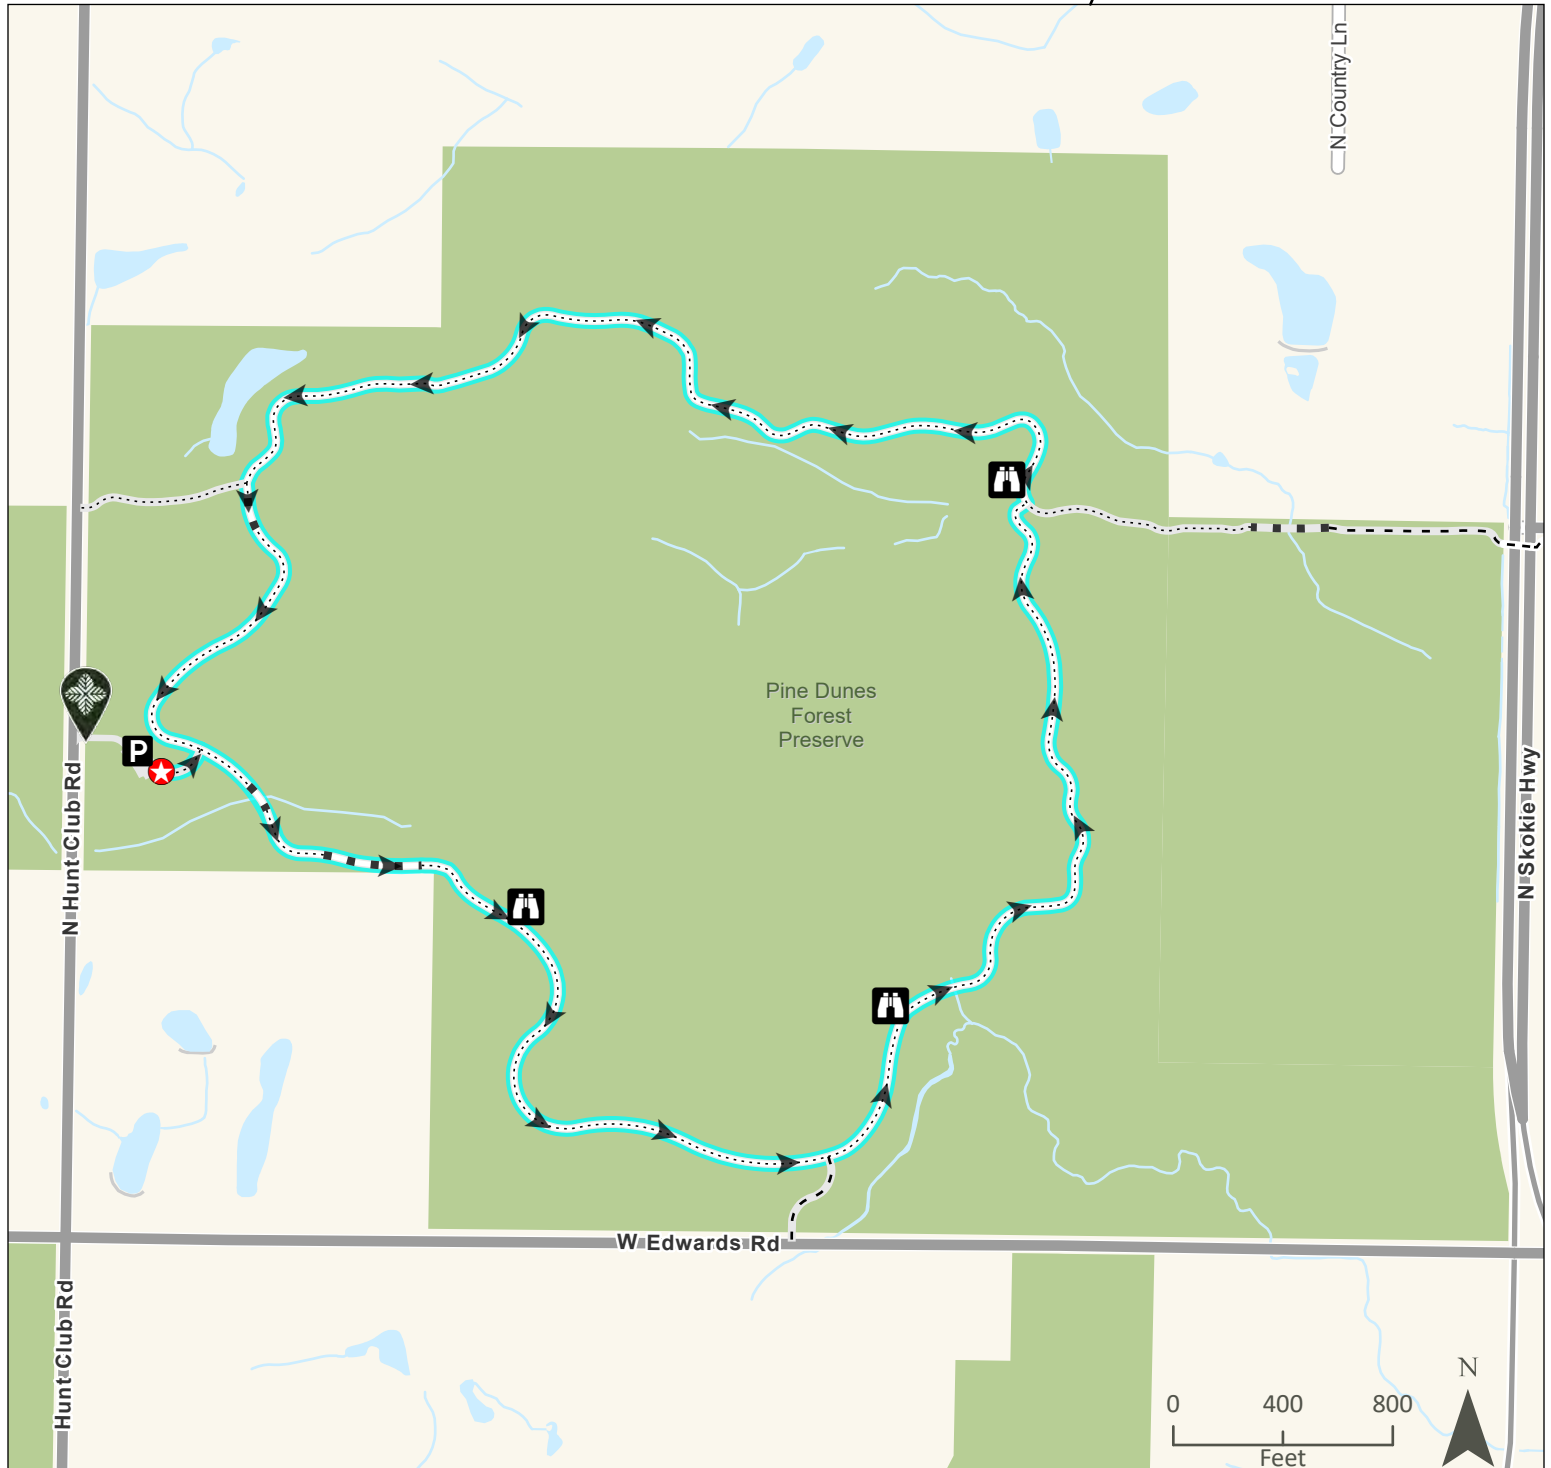 N Country Ln
Pine Dunes
Forest
Preserve
P
N Hunt Club Rd
N Skokie Hwy
W Edwards Rd
Hunt Club Rd
N
0 400 800
Feet